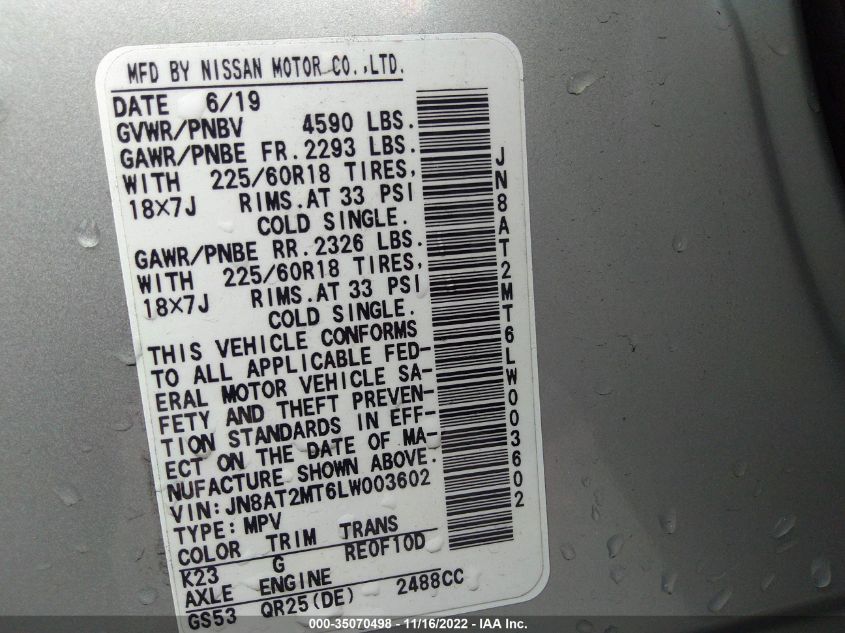 MFD BY NISSAN MOTOR CO.,LTD.
DATE 6/19
GVWR/PNBV 4590 LBS.
GAWR/PNBE FR.2293 LBS.
WITH 225/60R18 TIRES,
18×7J RIMS.AT 33 PSI
COLD SINGLE.
GAWR/PNBE RR.2326 LBS.
WITH 225/60R18 TIRES,
18×7J RIMS.AT 33 PSI
COLD SINGLE.
THIS VEHICLE CONFORMS
TO ALL APPLICABLE FED-
ERAL MOTOR VEHICLE SA-
FETY AND THEFT PREVEN-
TION STANDARDS IN EFF-
ECT ON THE DATE OF MA-
NUFACTURE SHOWN ABOVE.
VIN:JN8AT2MT6LW003602
TYPE:MPV
COLOR TRIM TRANS
K23 G RE0F10D
AXLE ENGINE
GS53 QR25(DE) 2488CC
JN8AT2MT6LW003602
000-35070498 - 11/16/2022 - IAA Inc.